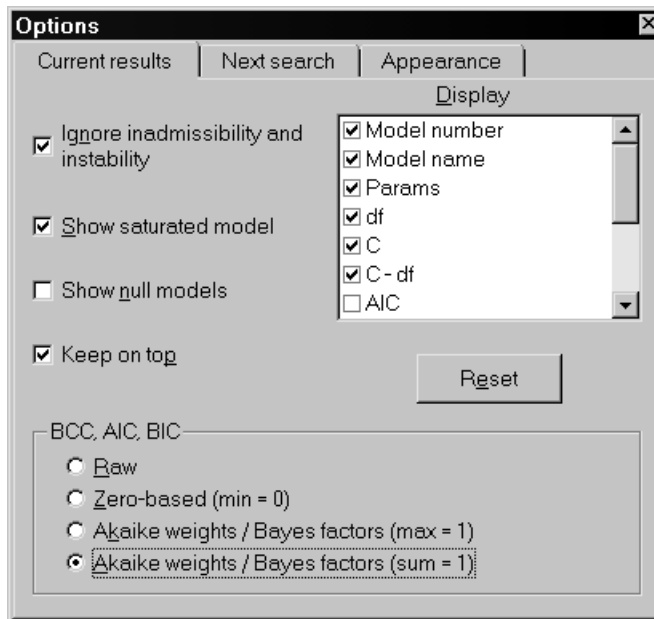 Options
Current results
Next search
Appearance
Ignore inadmissibility and
instability
Show saturated model
Show null models
Keep on top
Display
Model number
Model name
Params
df
C
C - df
AIC
Reset
BCC, AIC, BIC
Raw
Zero-based (min = 0)
Akaike weights / Bayes factors (max = 1)
Akaike weights / Bayes factors (sum = 1)